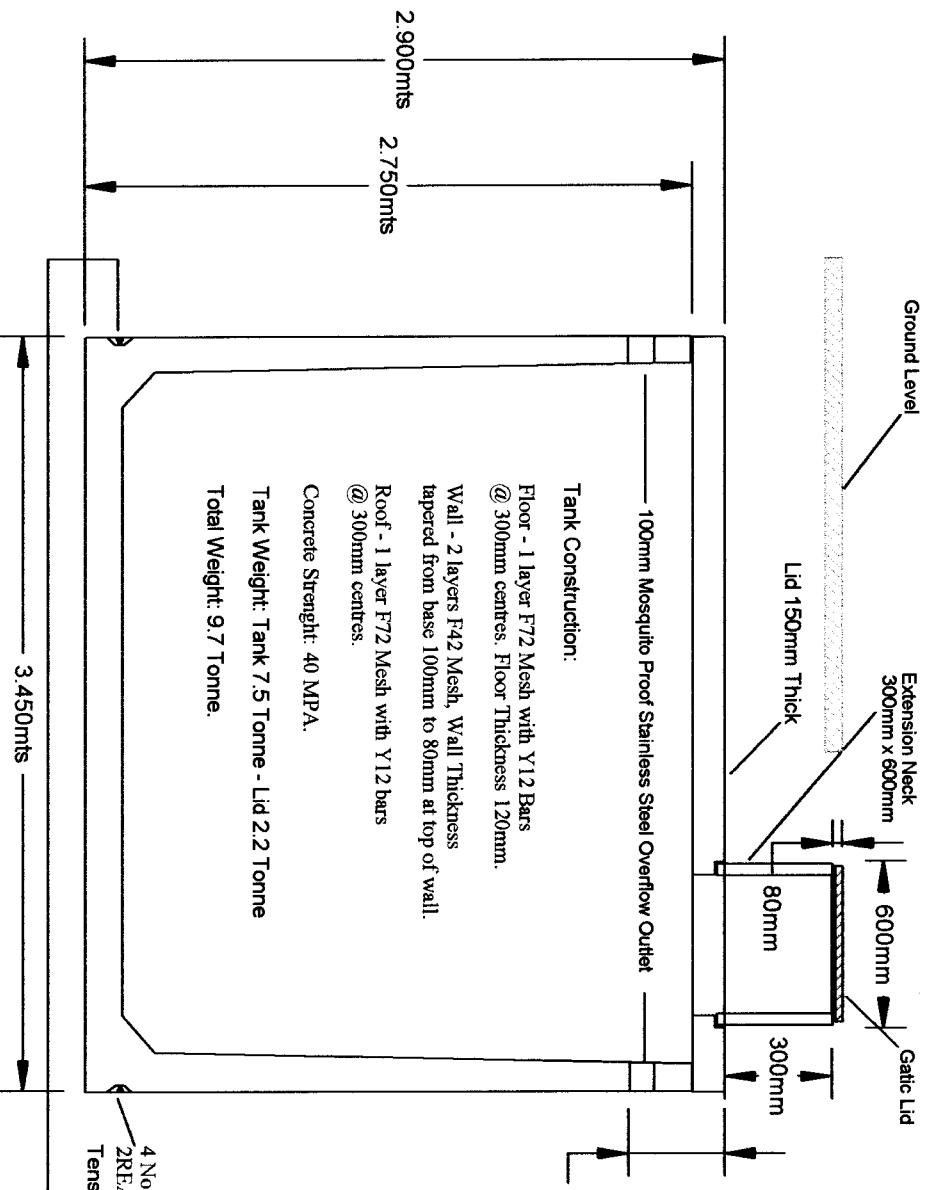 Ground Level
Lid 150mm Thick
Extension Neck
300mm x 600mm
80mm
600mm
Gatic Lid
300mm
2.900mts
2.750mts
100mm Mosquito Proof Stainless Steel Overflow Outlet
Tank Construction:
Floor - 1 layer F72 Mesh with Y12 Bars
@ 300mm centres. Floor Thickness 120mm.
Wall - 2 layers F42 Mesh, Wall Thickness
tapered from base 100mm to 80mm at top of wall.
Roof - 1 layer F72 Mesh with Y12 bars
@ 300mm centres.
Concrete Strenght: 40 MPA.
Tank Weight: Tank 7.5 Tonne - Lid 2.2 Tonne
Total Weight: 9.7 Tonne.
3.450mts
4 No
Tens